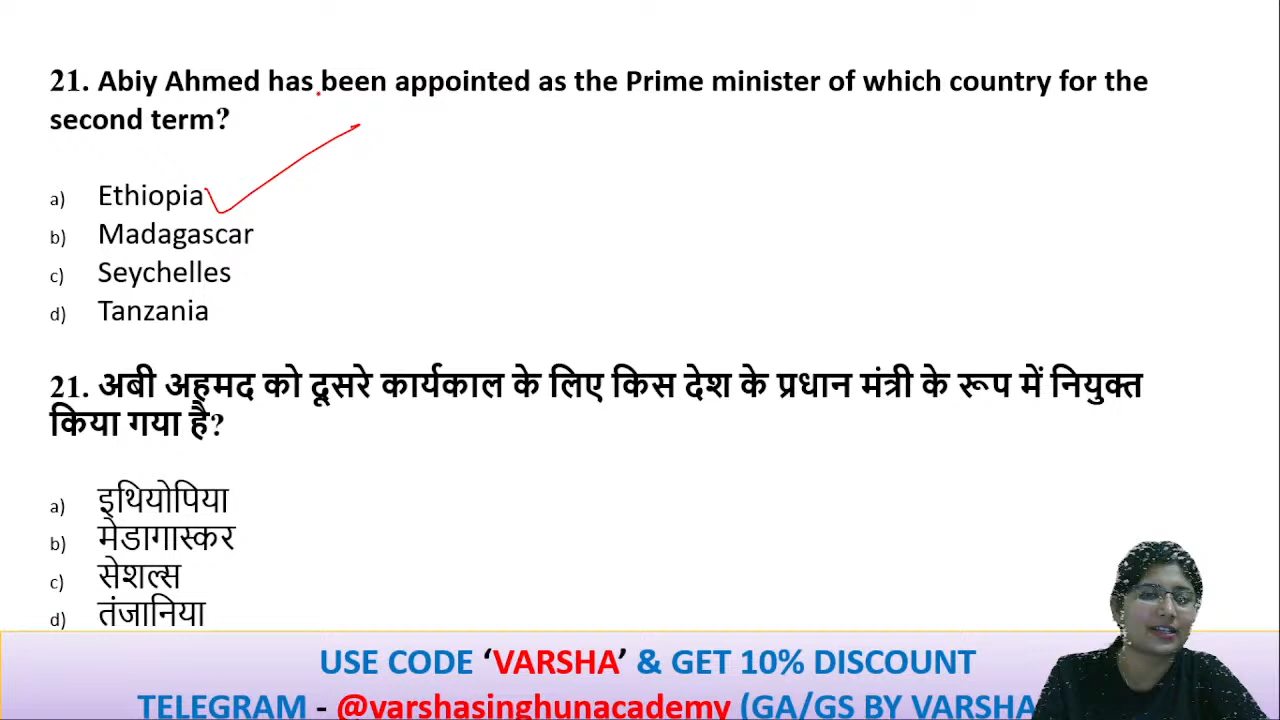 21. Abiy Ahmed has been appointed as the Prime minister of which country for the
second term?
a) Ethiopia
b) Madagascar
c) Seychelles
d) Tanzania
21. अबी अहमद को दूसरे कार्यकाल के लिए किस देश के प्रधान मंत्री के रूप में नियुक्त
किया गया है?
a) इथियोपिया
b) मेडागास्कर
c) सेशल्स
d) तंजानिया
USE CODE ‘VARSHA’ & GET 10% DISCOUNT
TELEGRAM - @varshasinghunacademy (GA/GS BY VARSHA